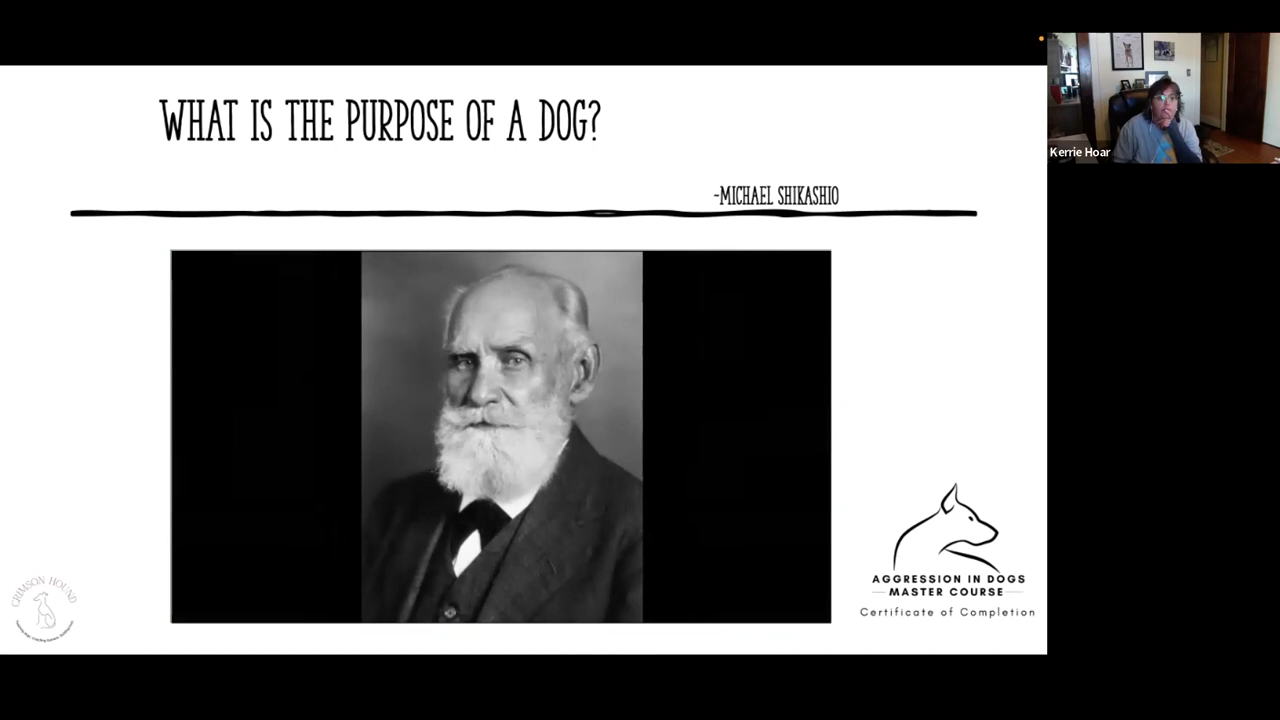 WHAT IS THE PURPOSE OF A DOG?
~MICHAEL SHIKASHIO
Kerrie Hoar
CRIMSON HOUND
AGGRESSION IN DOGS
MASTER COURSE
Certificate of Completion